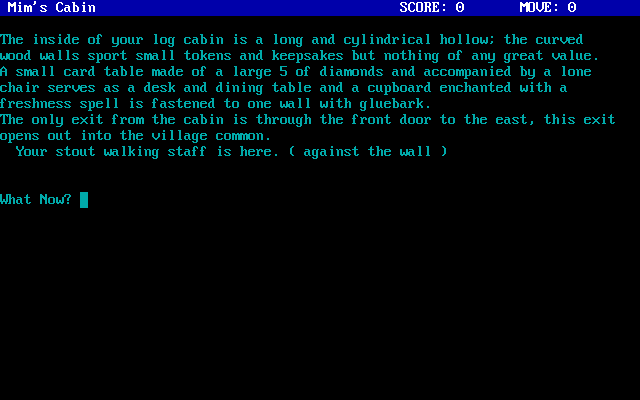 Mim's Cabin SCORE: 0 MOVE: 0
The inside of your log cabin is a long and cylindrical hollow; the curved
wood walls sport small tokens and keepsakes but nothing of any great value.
A small card table made of a large 5 of diamonds and accompanied by a lone
chair serves as a desk and dining table and a cupboard enchanted with a
freshness spell is fastened to one wall with gluebark.
The only exit from the cabin is through the front door to the east, this exit
opens out into the village common.
Your stout walking staff is here. ( against the wall )
What Now?